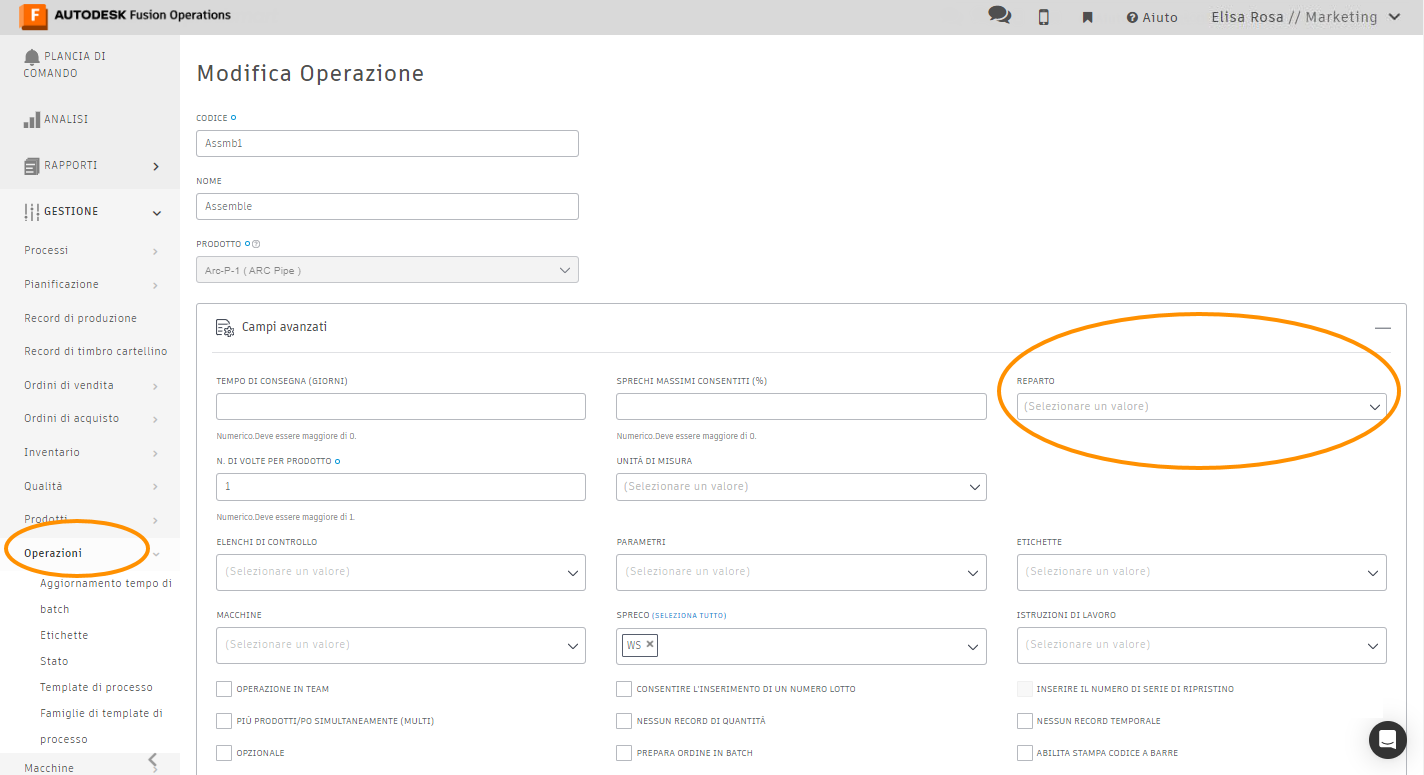 F AUTODESK Fusion Operations
Aiuto
Elisa Rosa // Marketing
PLANCIA DI
COMANDO
ANALISI
RAPPORTI
GESTIONE
Processi
Pianificazione
Record di produzione
Record di timbro cartellino
Ordini di vendita
Ordini di acquisto
Inventario
Qualità
Prodotti
Operazioni
Aggiornamento tempo di
batch
Etichette
Stato
Template di processo
Famiglie di template di
processo
Macchine
Modifica Operazione
CODICE
Assmb1
NOME
Assemble
PRODOTTO
Arc-P-1 ( ARC Pipe )
Campi avanzati
TEMPO DI CONSEGNA (GIORNI)
Numerico.Deve essere maggiore di 0.
SPRECHI MASSIMI CONSENTITI (%)
Numerico.Deve essere maggiore di 0.
REPARTO
(Selezionare un valore)
N. DI VOLTE PER PRODOTTO
1
Numerico.Deve essere maggiore di 1.
UNITÀ DI MISURA
(Selezionare un valore)
ELENCHI DI CONTROLLO
(Selezionare un valore)
PARAMETRI
(Selezionare un valore)
ETICHETTE
(Selezionare un valore)
MACCHINE
(Selezionare un valore)
SPRECO (SELEZIONA TUTTO)
WS
ISTRUZIONI DI LAVORO
(Selezionare un valore)
OPERAZIONE IN TEAM
CONSENTIRE L'INSERIMENTO DI UN NUMERO LOTTO
INSERIRE IL NUMERO DI SERIE DI RIPRISTINO
PIÙ PRODOTTI/PO SIMULTANEAMENTE (MULTI)
NESSUN RECORD DI QUANTITÀ
NESSUN RECORD TEMPORALE
OPZIONALE
PREPARA ORDINE IN BATCH
ABILITA STAMPA CODICE A BARRE